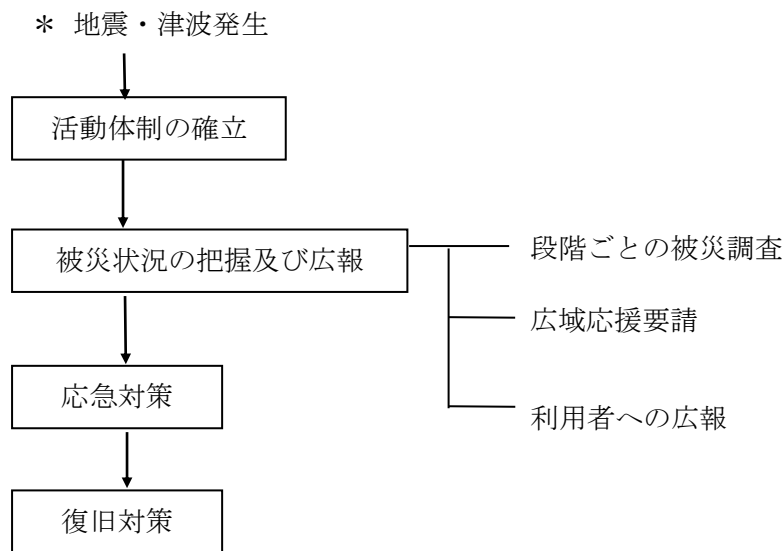 ＊ 地震・津波発生
活動体制の確立
被災状況の把握及び広報
段階ごとの被災調査
広域応援要請
利用者への広報
応急対策
復旧対策